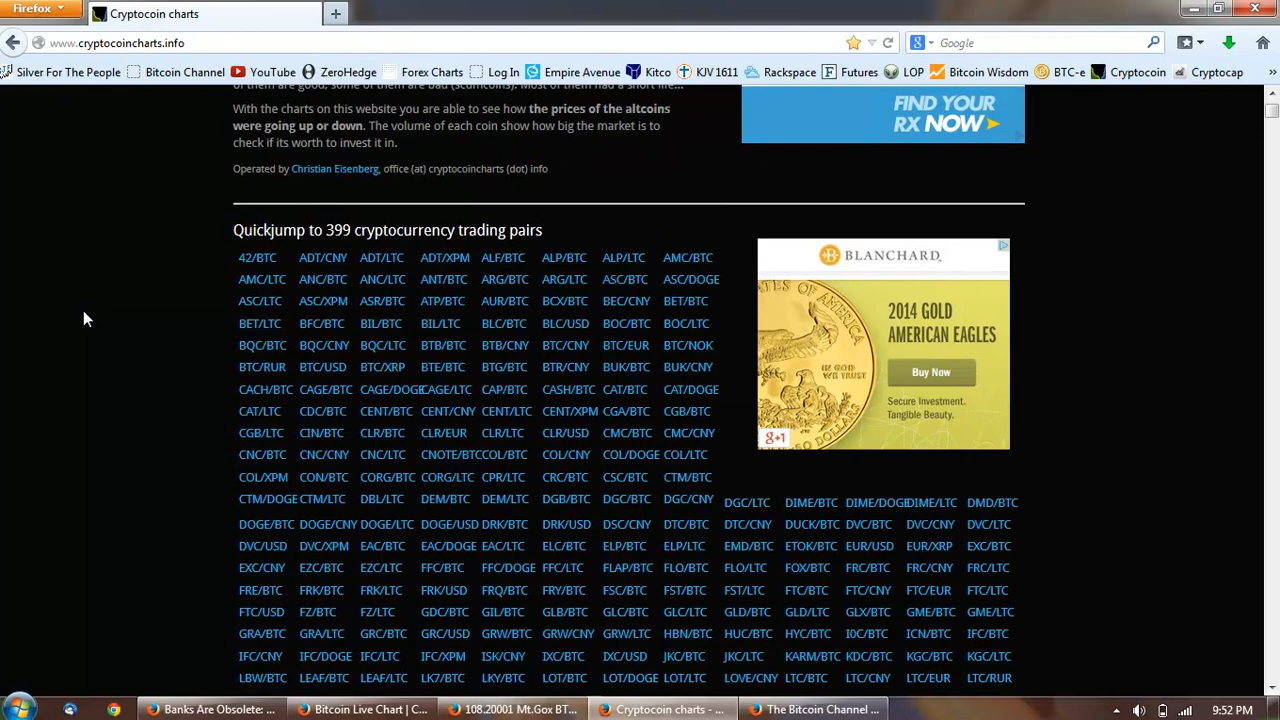 Firefox
Cryptocoin charts
www.cryptocoincharts.info
Google
Silver For The People
Bitcoin Channel
YouTube
ZeroHedge
Forex Charts
Log In
Empire Avenue
Kitco
KJV 1611
Rackspace
Futures
LOP
Bitcoin Wisdom
BTC-e
Cryptocoin
Cryptocap
»
of them are good, some of them are bad (scamcoins). Most of them had a short life...
With the charts on this website you are able to see how the prices of the altcoins
were going up or down. The volume of each coin show how big the market is to
check if its worth to invest it in.
Operated by Christian Eisenberg, office (at) cryptocoincharts (dot) info
FIND YOUR
RX NOW
Quickjump to 399 cryptocurrency trading pairs
42/BTC ADT/CNY ADT/LTC ADT/XPM ALF/BTC ALP/BTC ALP/LTC AMC/BTC
AMC/LTC ANC/BTC ANC/LTC ANT/BTC ARG/BTC ARG/LTC ASC/BTC ASC/DOGE
ASC/LTC ASC/XPM ASR/BTC ATP/BTC AUR/BTC BCX/BTC BEC/CNY BET/BTC
BET/LTC BFC/BTC BIL/BTC BIL/LTC BLC/BTC BLC/USD BOC/BTC BOC/LTC
BQC/BTC BQC/CNY BQC/LTC BTB/BTC BTB/CNY BTC/CNY BTC/EUR BTC/NOK
BTC/RUR BTC/USD BTC/XRP BTE/BTC BTG/BTC BTR/CNY BUK/BTC BUK/CNY
CACH/BTC CAGE/BTC CAGE/DOGE CAGE/LTC CAP/BTC CASH/BTC CAT/BTC CAT/DOGE
CAT/LTC CDC/BTC CENT/BTC CENT/CNY CENT/LTC CENT/XPM CGA/BTC CGB/BTC
CGB/LTC CIN/BTC CLR/BTC CLR/EUR CLR/LTC CLR/USD CMC/BTC CMC/CNY
CNC/BTC CNC/CNY CNC/LTC CNOTE/BTC COL/BTC COL/CNY COL/DOGE COL/LTC
COL/XPM CON/BTC CORG/BTC CORG/LTC CPR/LTC CRC/BTC CSC/BTC CTM/BTC
CTM/DOGE CTM/LTC DBL/LTC DEM/BTC DEM/LTC DGB/BTC DGC/BTC DGC/CNY DGC/LTC DIME/BTC DIME/DOGE DIME/LTC DMD/BTC
DOGE/BTC DOGE/CNY DOGE/LTC DOGE/USD DRK/BTC DRK/USD DSC/CNY DTC/BTC DTC/CNY DUCK/BTC DVC/BTC DVC/CNY DVC/LTC
DVC/USD DVC/XPM EAC/BTC EAC/DOGE EAC/LTC ELC/BTC ELP/BTC ELP/LTC EMD/BTC ETOK/BTC EUR/USD EUR/XRP EXC/BTC
EXC/CNY EZC/BTC EZC/LTC FFC/BTC FFC/DOGE FFC/LTC FLAP/BTC FLO/BTC FLO/LTC FOX/BTC FRC/BTC FRC/CNY FRC/LTC
FRE/BTC FRK/BTC FRK/LTC FRK/USD FRQ/BTC FRY/BTC FSC/BTC FST/BTC FST/LTC FTC/BTC FTC/CNY FTC/EUR FTC/LTC
FTC/USD FZ/BTC FZ/LTC GDC/BTC GIL/BTC GLB/BTC GLC/BTC GLC/LTC GLD/BTC GLD/LTC GLX/BTC GME/BTC GME/LTC
GRA/BTC GRA/LTC GRC/BTC GRC/USD GRW/BTC GRW/CNY GRW/LTC HBN/BTC HUC/BTC HYC/BTC I0C/BTC ICN/BTC IFC/BTC
IFC/CNY IFC/DOGE IFC/LTC IFC/XPM ISK/CNY IXC/BTC IXC/USD JKC/BTC JKC/LTC KARM/BTC KDC/BTC KGC/BTC KGC/LTC
LBW/BTC LEAF/BTC LEAF/LTC LK7/BTC LKY/BTC LOT/BTC LOT/DOGE LOT/LTC LOVE/CNY LTC/BTC LTC/CNY LTC/EUR LTC/RUR
BLANCHARD
2014 GOLD
AMERICAN EAGLES
Buy Now
Secure Investment.
Tangible Beauty.
g+1
Banks Are Obsolete: ...
Bitcoin Live Chart | C...
108.20001 Mt.Gox BT...
Cryptocoin charts - ...
The Bitcoin Channel ...
9:52 PM